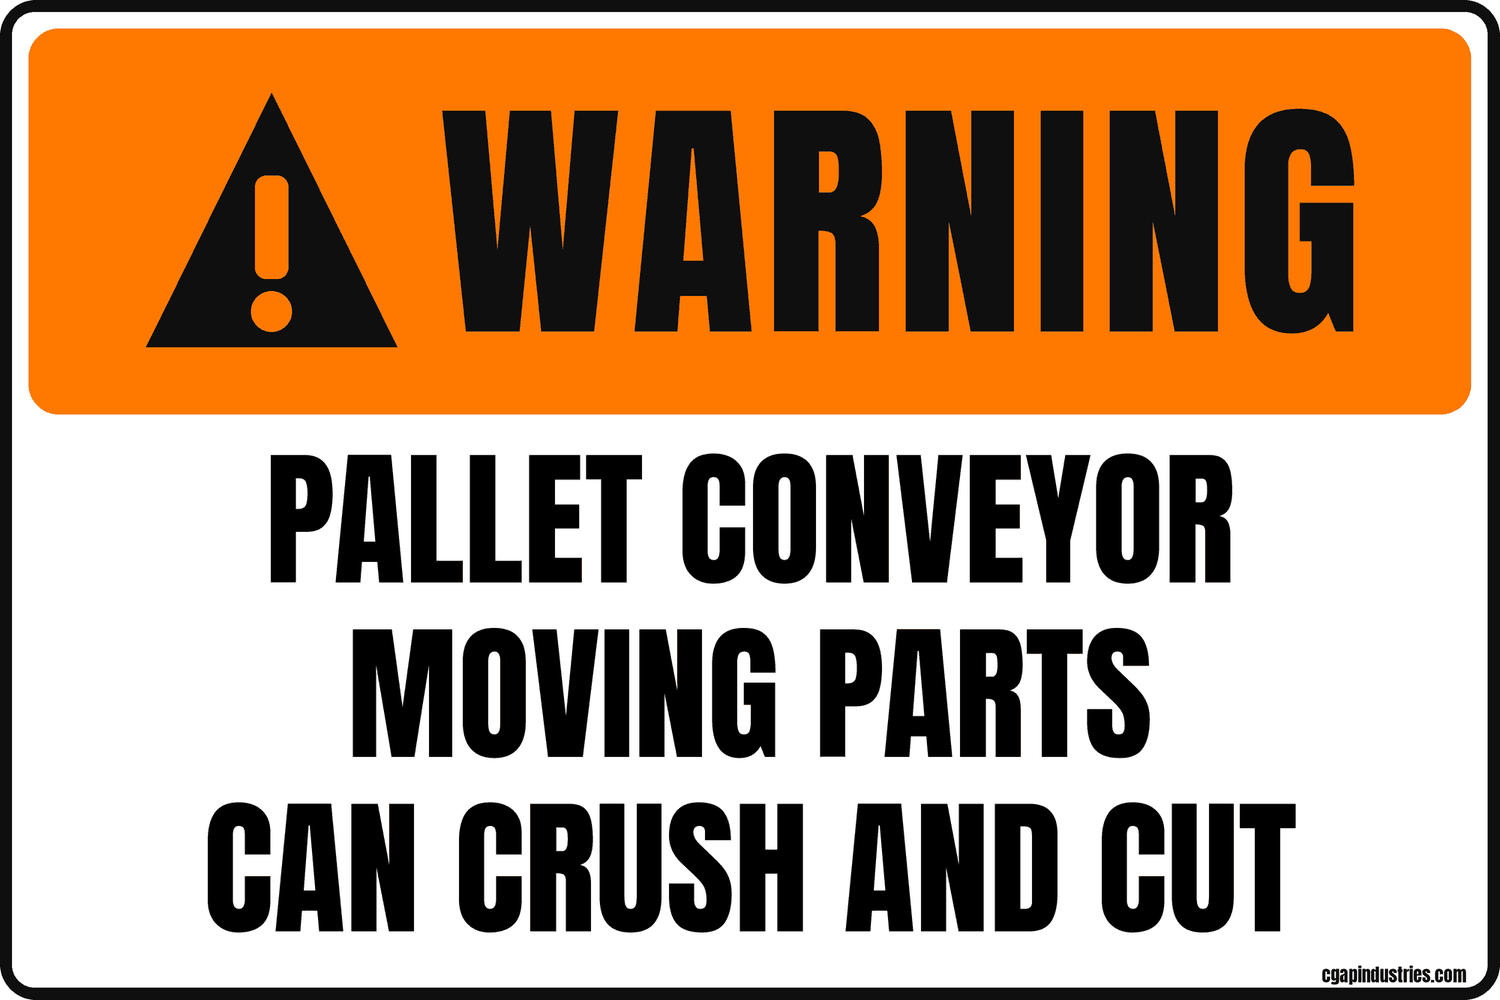 WARNING
PALLET CONVEYOR
MOVING PARTS
CAN CRUSH AND CUT
cgapindustries.com